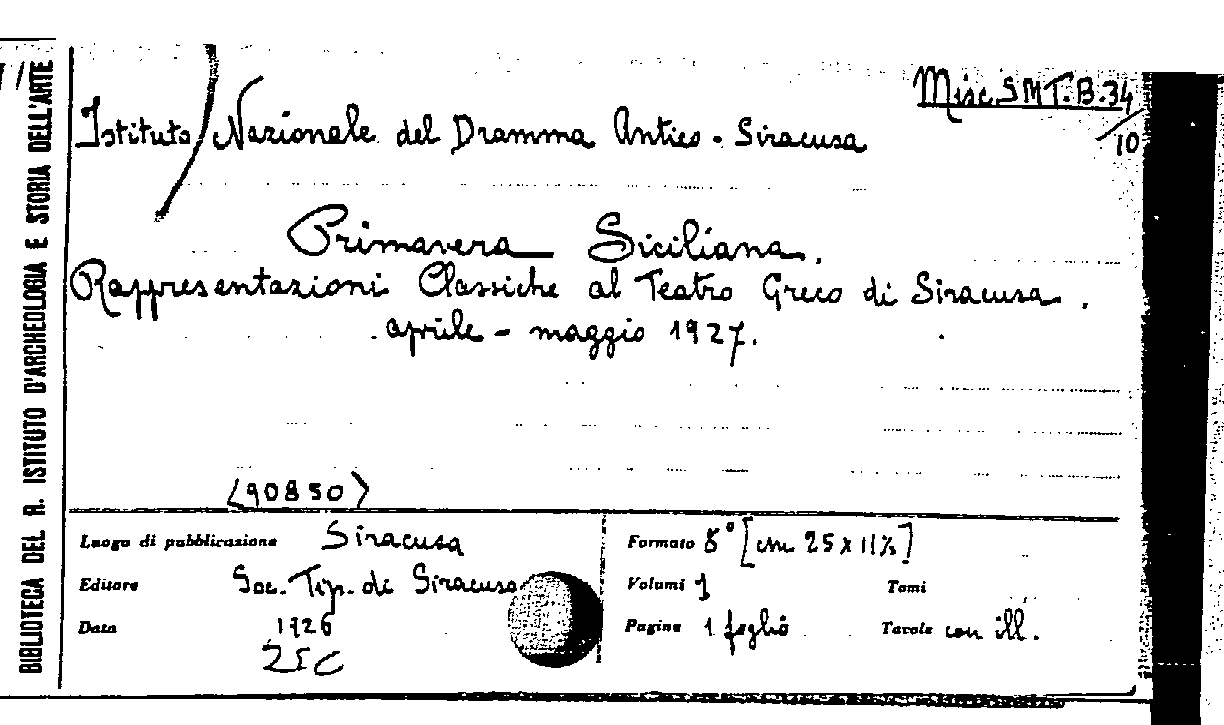 BIBLIOTECA DEL R. ISTITUTO D'ARCHEOLOGIA E STORIA DELL'ARTE
Misc. SMT. B. 34
/10
Istituto Nazionale del Dramma Antico - Siracusa
Primavera Siciliana.
Rappresentazioni Classiche al Teatro Greco di Siracusa.
aprile - maggio 1927.
(90850)
Luogo di pubblicazione Siracusa
Editore Soc. Tip. di Siracusa
Data 1926
Formato 8° [cm 25 x 11½]
Volumi 1 Tomi
Pagine 1 foglio Tavole con ill.